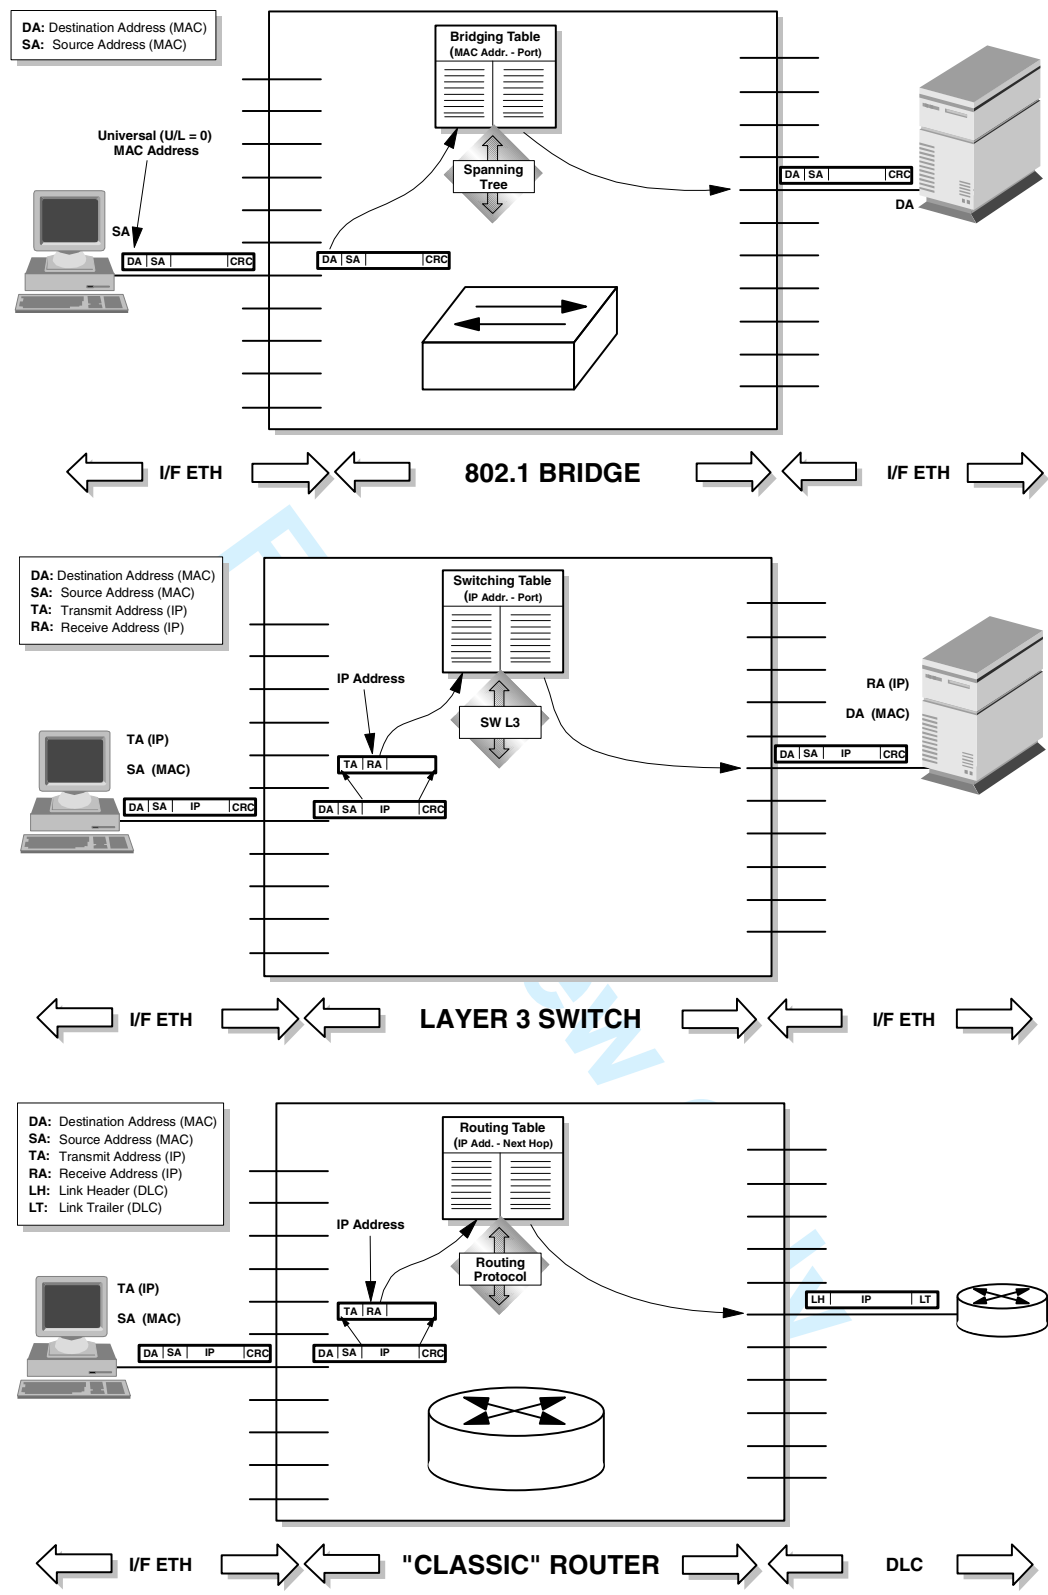 DA: Destination Address (MAC)
SA: Source Address (MAC)
Bridging Table
(MAC Addr. - Port)
Universal (U/L = 0)
MAC Address
Spanning
Tree
DA SA CRC
DA
SA
DA SA CRC
DA SA CRC
I/F ETH
802.1 BRIDGE
I/F ETH
DA: Destination Address (MAC)
SA: Source Address (MAC)
TA: Transmit Address (IP)
RA: Receive Address (IP)
Switching Table
(IP Addr. - Port)
IP Address
RA (IP)
DA (MAC)
SW L3
TA (IP)
SA (MAC)
TA RA
DA SA IP CRC
DA SA IP CRC
DA SA IP CRC
I/F ETH
LAYER 3 SWITCH
I/F ETH
DA: Destination Address (MAC)
SA: Source Address (MAC)
TA: Transmit Address (IP)
RA: Receive Address (IP)
LH: Link Header (DLC)
LT: Link Trailer (DLC)
Routing Table
(IP Add. - Next Hop)
IP Address
Routing
Protocol
TA (IP)
SA (MAC)
TA RA
LH IP LT
DA SA IP CRC
DA SA IP CRC
I/F ETH
"CLASSIC" ROUTER
DLC